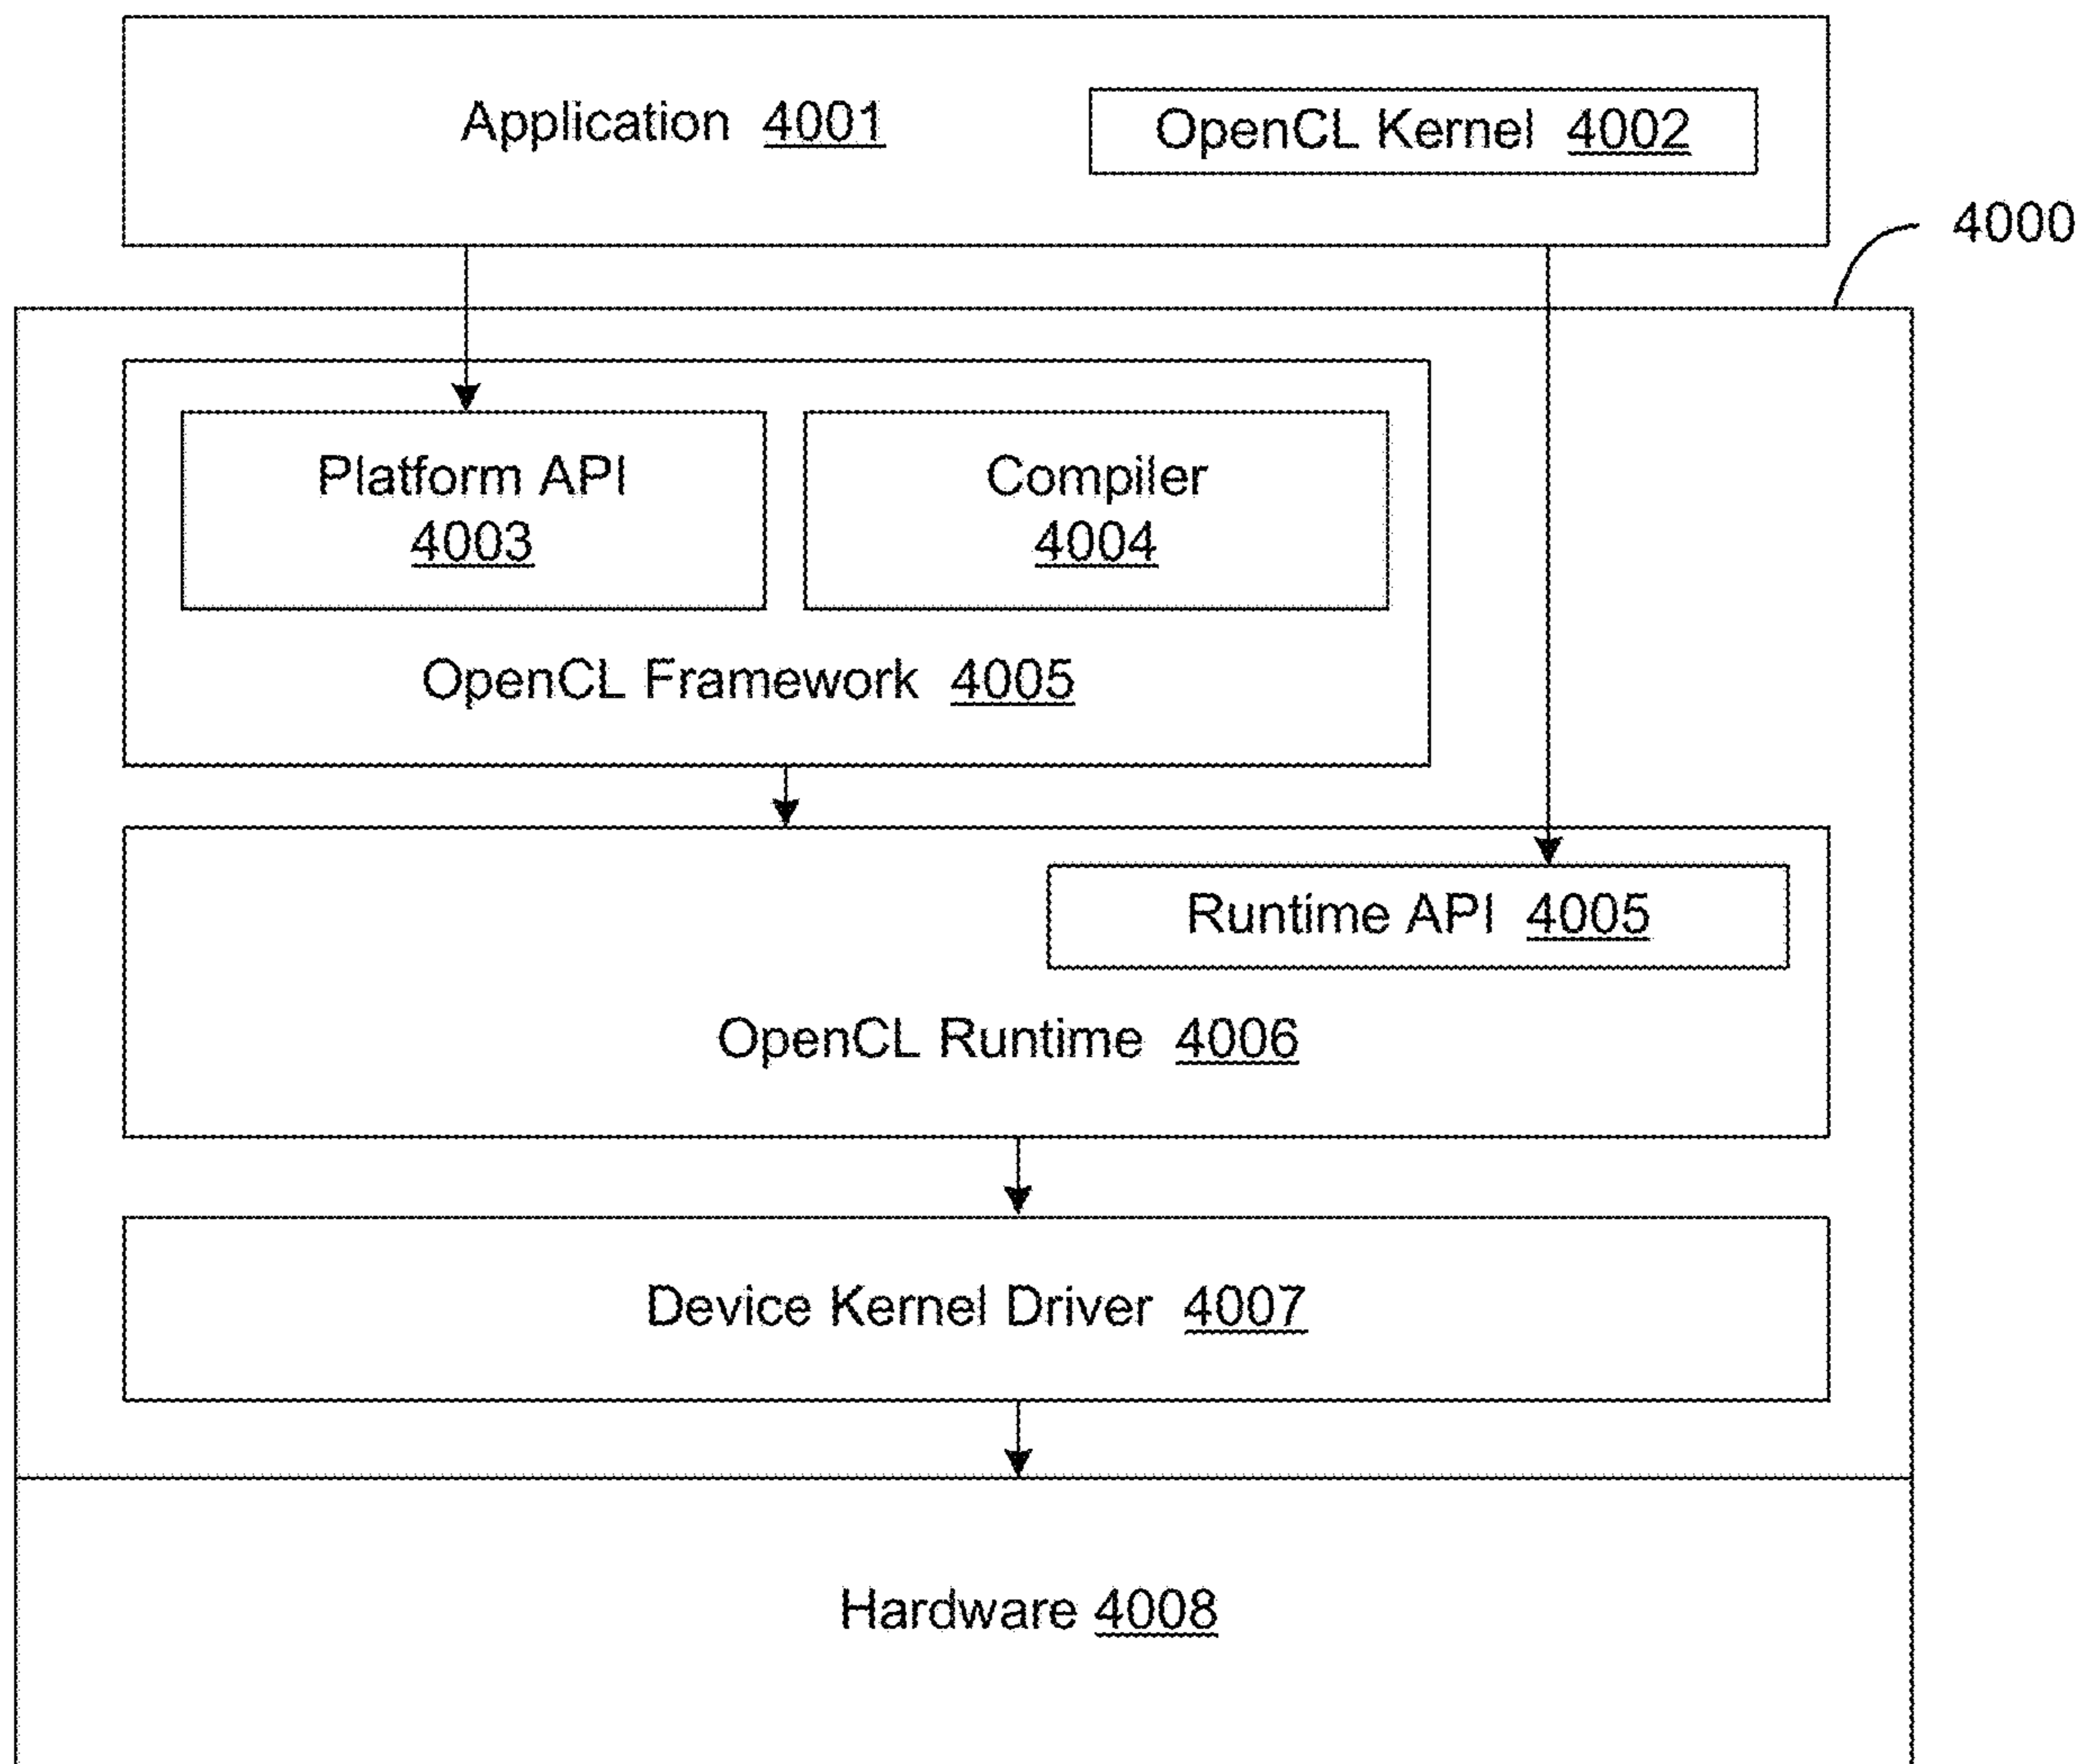 Application 4001
OpenCL Kernel 4002
4000
Platform API
4003
Compiler
4004
OpenCL Framework 4005
Runtime API 4005
OpenCL Runtime 4006
Device Kernel Driver 4007
Hardware 4008